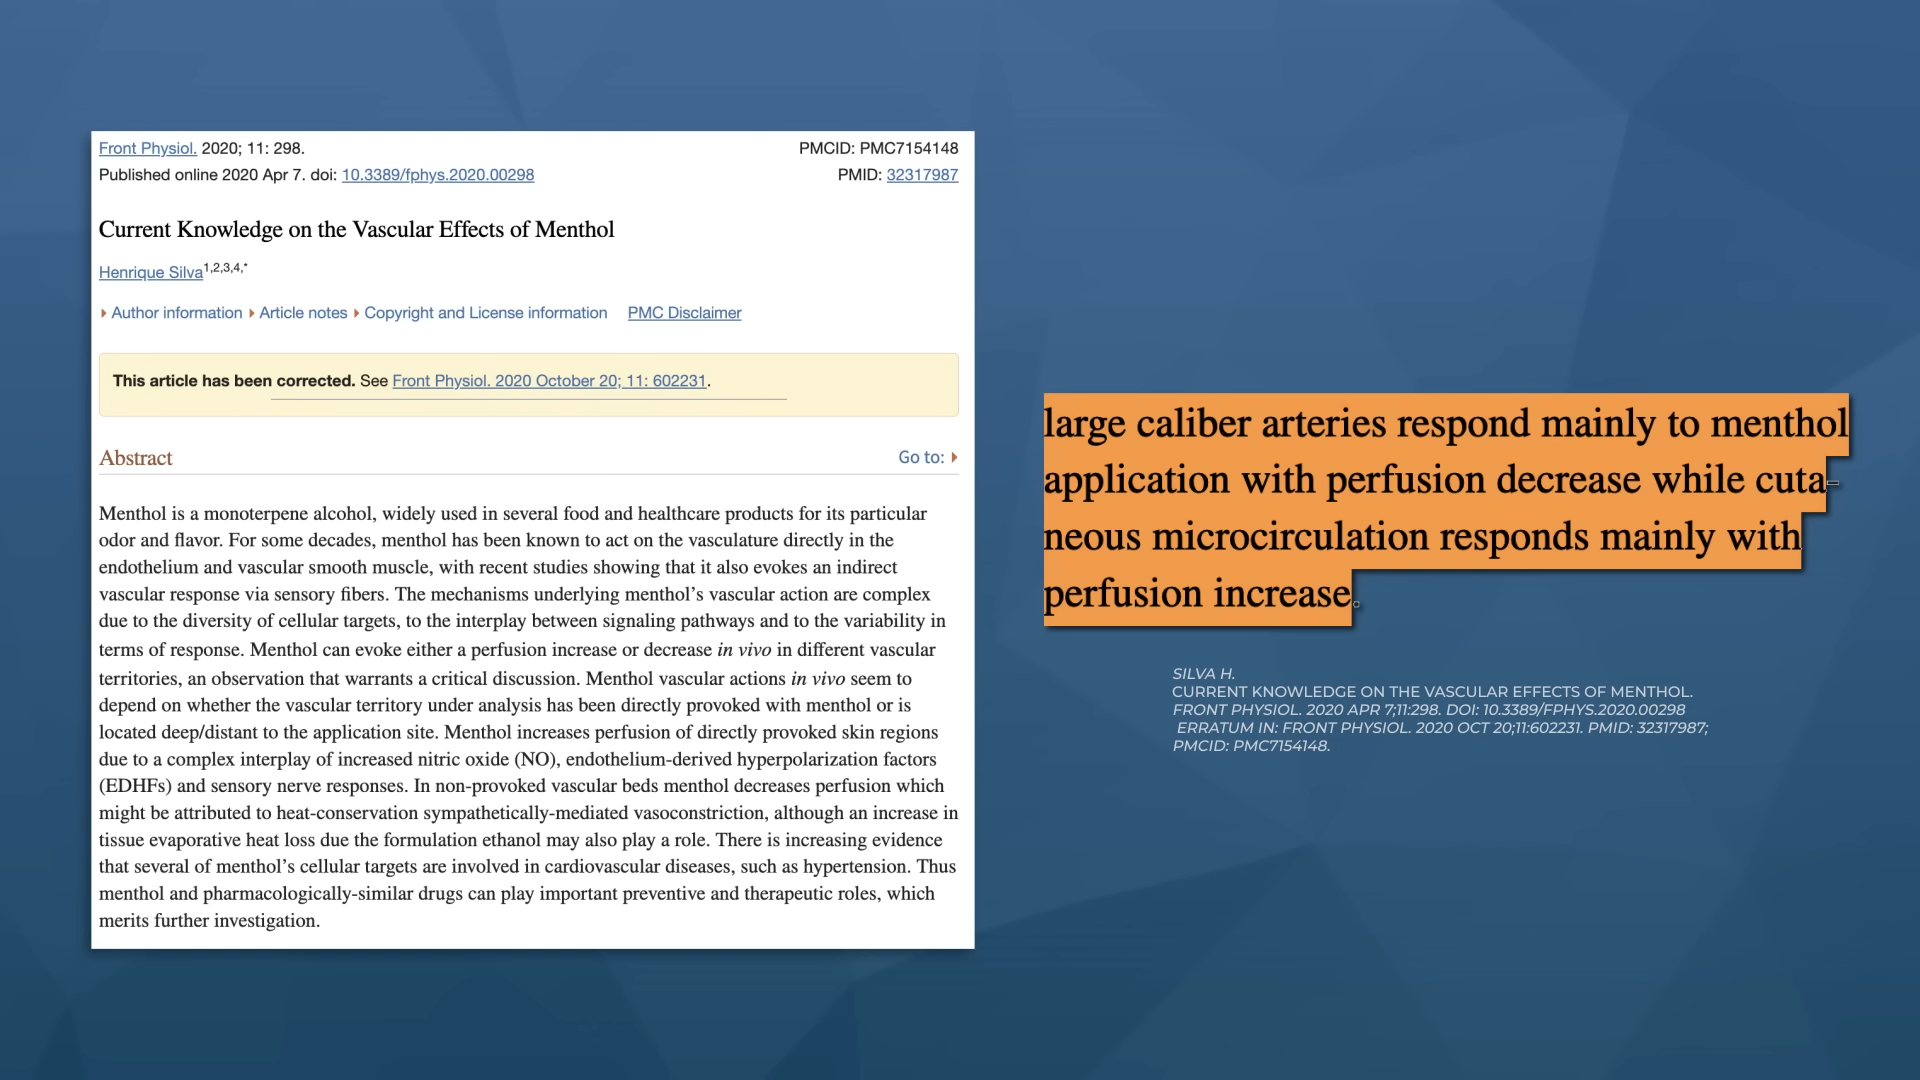 Front Physiol. 2020; 11: 298.
PMCID: PMC7154148
Published online 2020 Apr 7. doi: 10.3389/fphys.2020.00298
PMID: 32317987
Current Knowledge on the Vascular Effects of Menthol
Henrique Silva1,2,3,4,*
Author information Article notes Copyright and License information PMC Disclaimer
This article has been corrected. See Front Physiol. 2020 October 20; 11: 602231.
Abstract
Go to:
Menthol is a monoterpene alcohol, widely used in several food and healthcare products for its particular
odor and flavor. For some decades, menthol has been known to act on the vasculature directly in the
endothelium and vascular smooth muscle, with recent studies showing that it also evokes an indirect
vascular response via sensory fibers. The mechanisms underlying menthol’s vascular action are complex
due to the diversity of cellular targets, to the interplay between signaling pathways and to the variability in
terms of response. Menthol can evoke either a perfusion increase or decrease in vivo in different vascular
territories, an observation that warrants a critical discussion. Menthol vascular actions in vivo seem to
depend on whether the vascular territory under analysis has been directly provoked with menthol or is
located deep/distant to the application site. Menthol increases perfusion of directly provoked skin regions
due to a complex interplay of increased nitric oxide (NO), endothelium-derived hyperpolarization factors
(EDHFs) and sensory nerve responses. In non-provoked vascular beds menthol decreases perfusion which
might be attributed to heat-conservation sympathetically-mediated vasoconstriction, although an increase in
tissue evaporative heat loss due the formulation ethanol may also play a role. There is increasing evidence
that several of menthol’s cellular targets are involved in cardiovascular diseases, such as hypertension. Thus
menthol and pharmacologically-similar drugs can play important preventive and therapeutic roles, which
merits further investigation.
large caliber arteries respond mainly to menthol
application with perfusion decrease while cuta-
neous microcirculation responds mainly with
perfusion increase.
SILVA H.
CURRENT KNOWLEDGE ON THE VASCULAR EFFECTS OF MENTHOL.
FRONT PHYSIOL. 2020 APR 7;11:298. DOI: 10.3389/FPHYS.2020.00298
ERRATUM IN: FRONT PHYSIOL. 2020 OCT 20;11:602231. PMID: 32317987;
PMCID: PMC7154148.